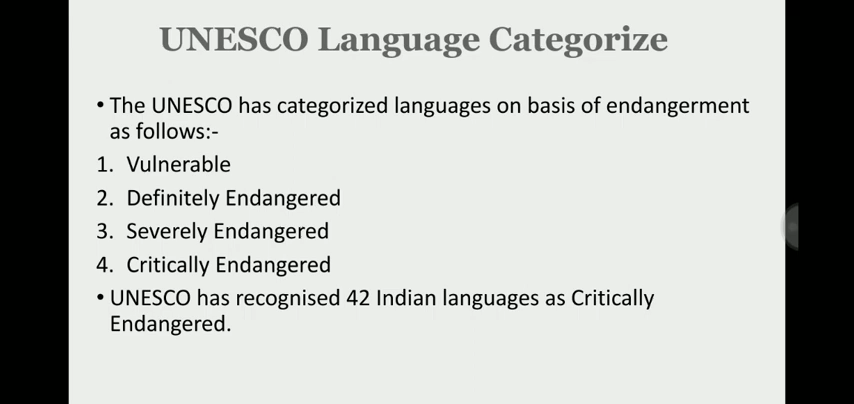 UNESCO Language Categorize
• The UNESCO has categorized languages on basis of endangerment
as follows:-
1. Vulnerable
2. Definitely Endangered
3. Severely Endangered
4. Critically Endangered
• UNESCO has recognised 42 Indian languages as Critically
Endangered.